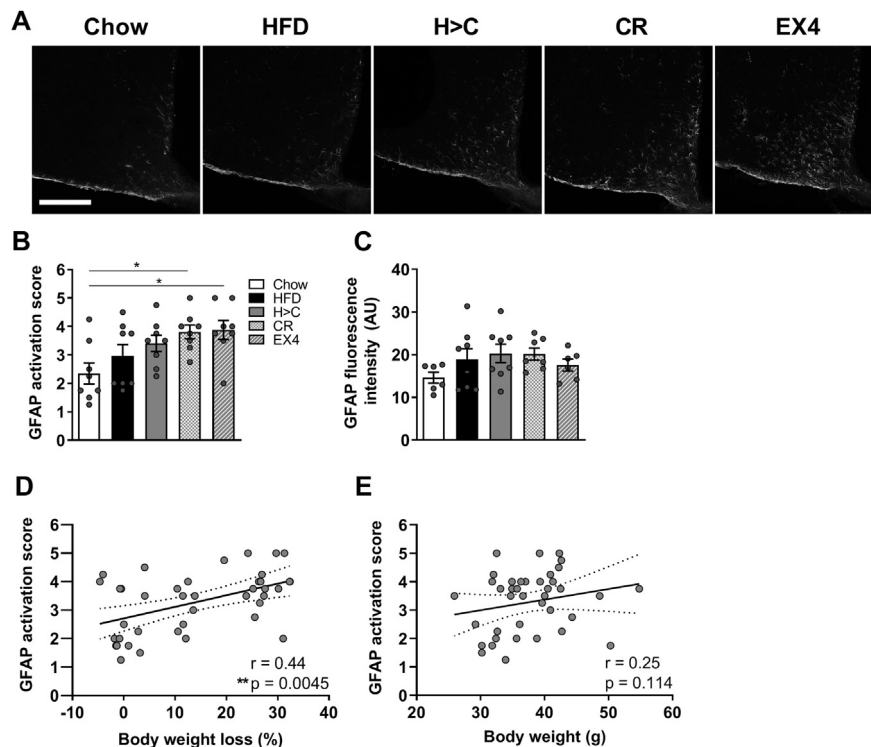 A
Chow HFD H>C CR EX4
B
GFAP activation score
6
5
4
3
2
1
0
*
*
Chow
HFD
H>C
CR
EX4
C
GFAP fluorescence
intensity (AU)
40
30
20
10
0
D
GFAP activation score
6
5
4
3
2
1
0
r = 0.44
** p = 0.0045
-10 0 10 20 30 40
Body weight loss (%)
E
GFAP activation score
6
5
4
3
2
1
0
r = 0.25
p = 0.114
20 30 40 50 60
Body weight (g)